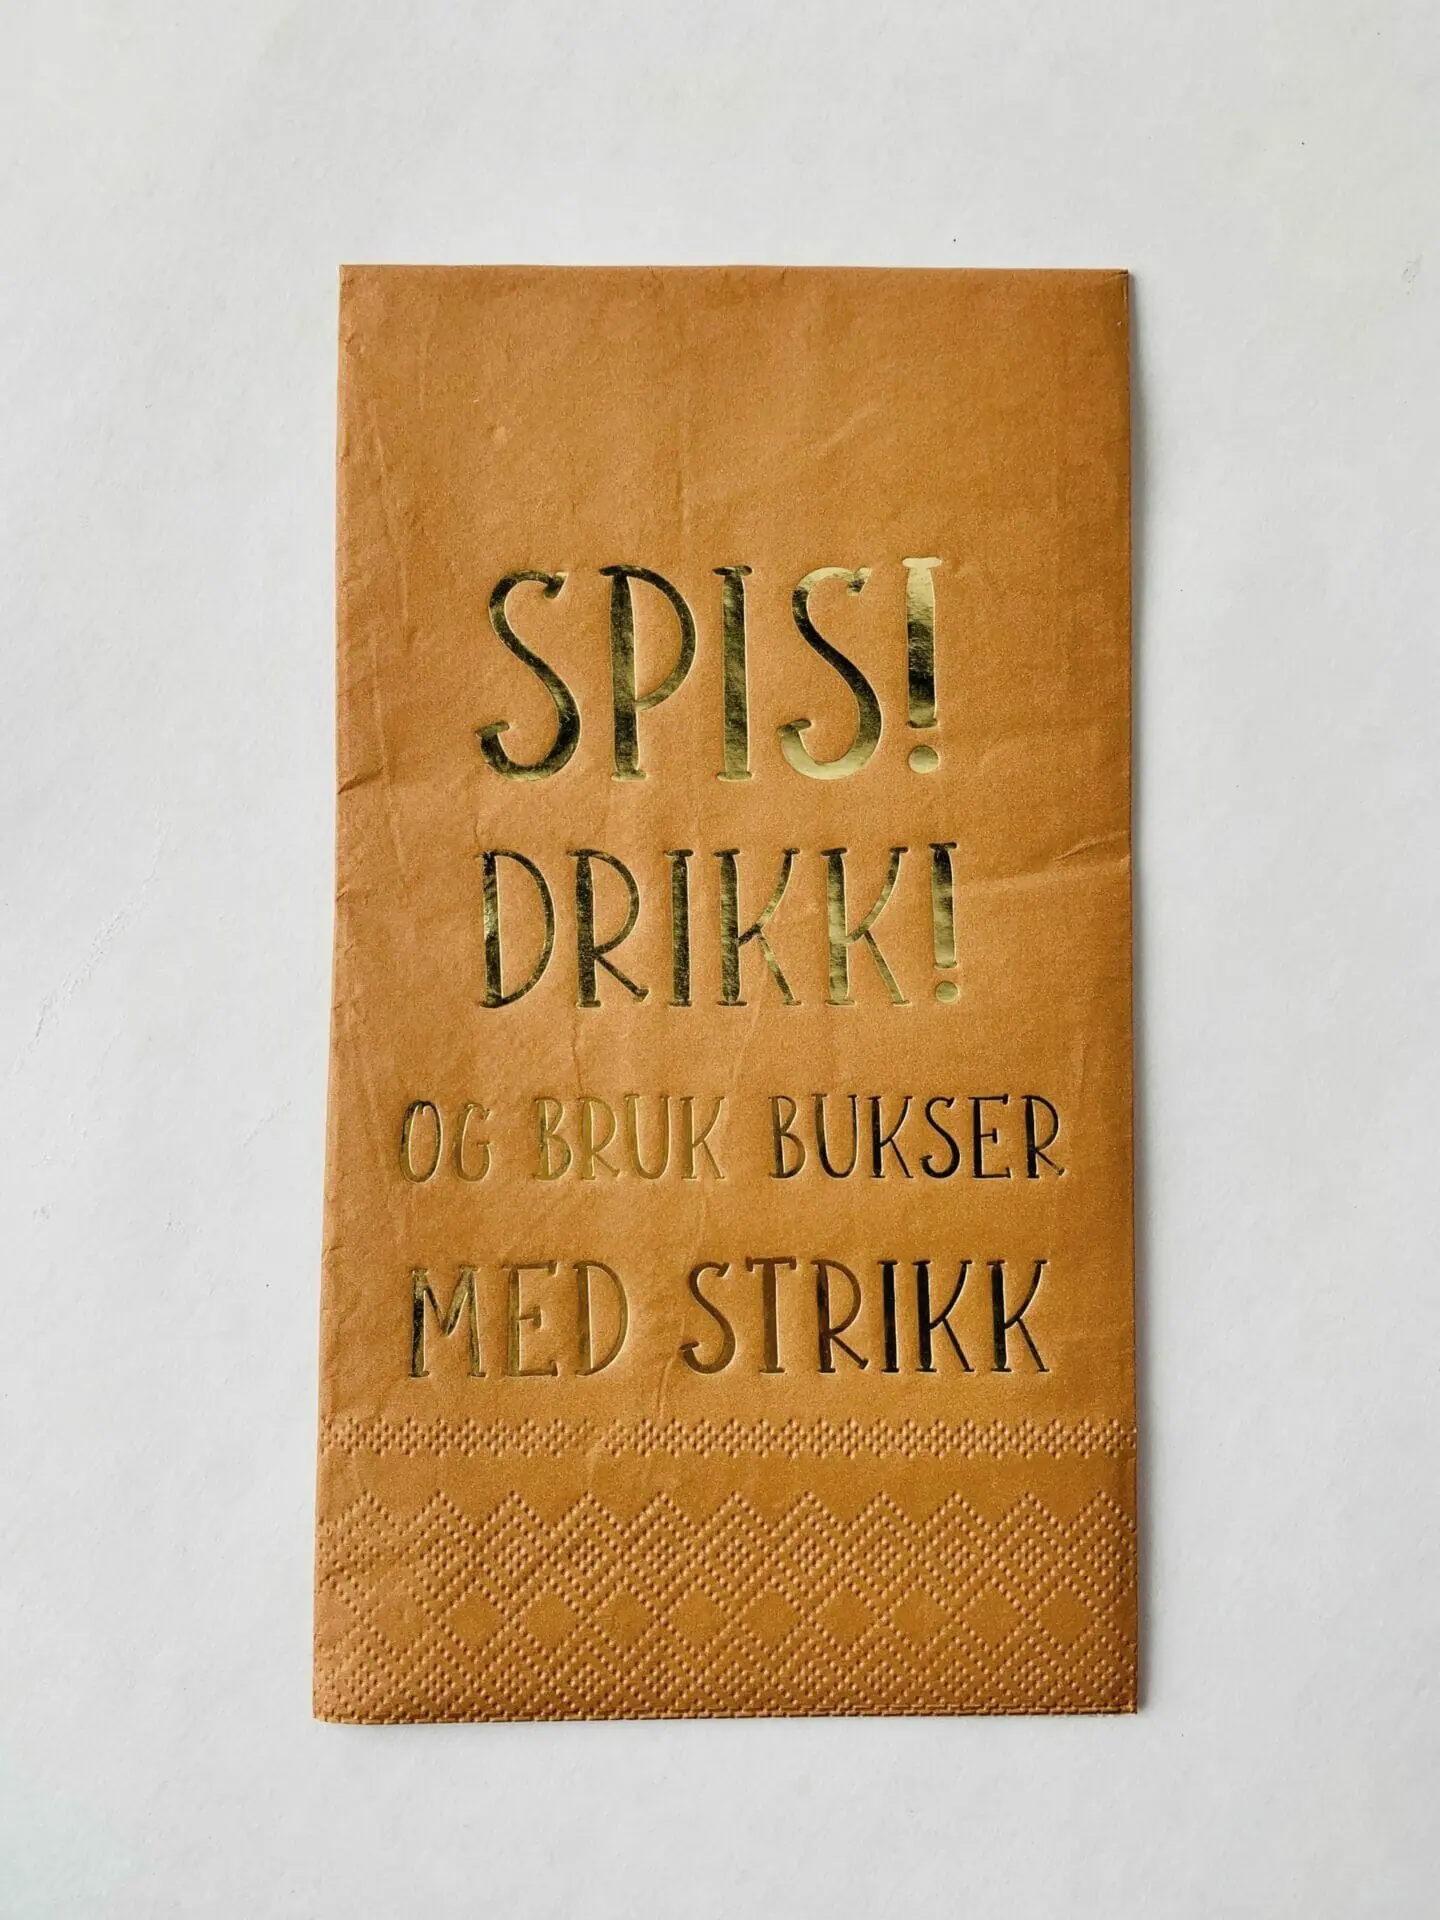 SPIS!
DRIKK!
OG BRUK BUKSER
MED STRIKK